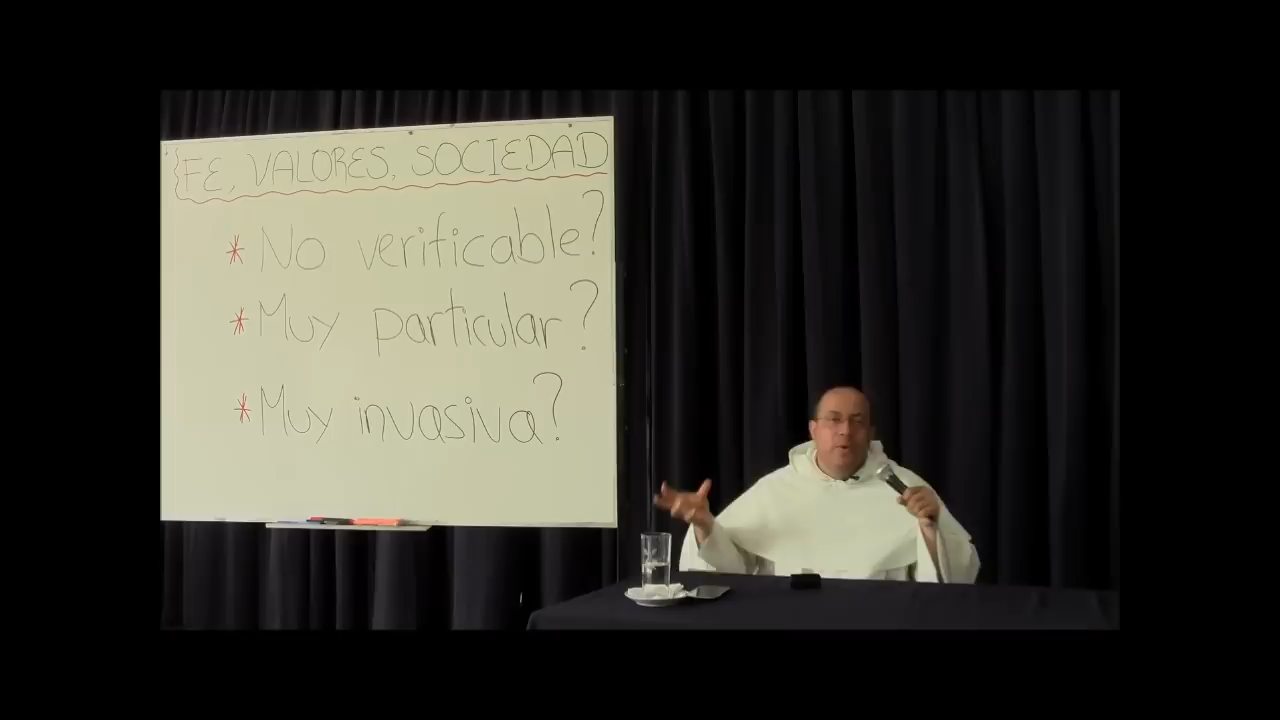 FE, VALORES, SOCIEDAD
* No verificable?
* Muy particular?
* Muy invasiva?